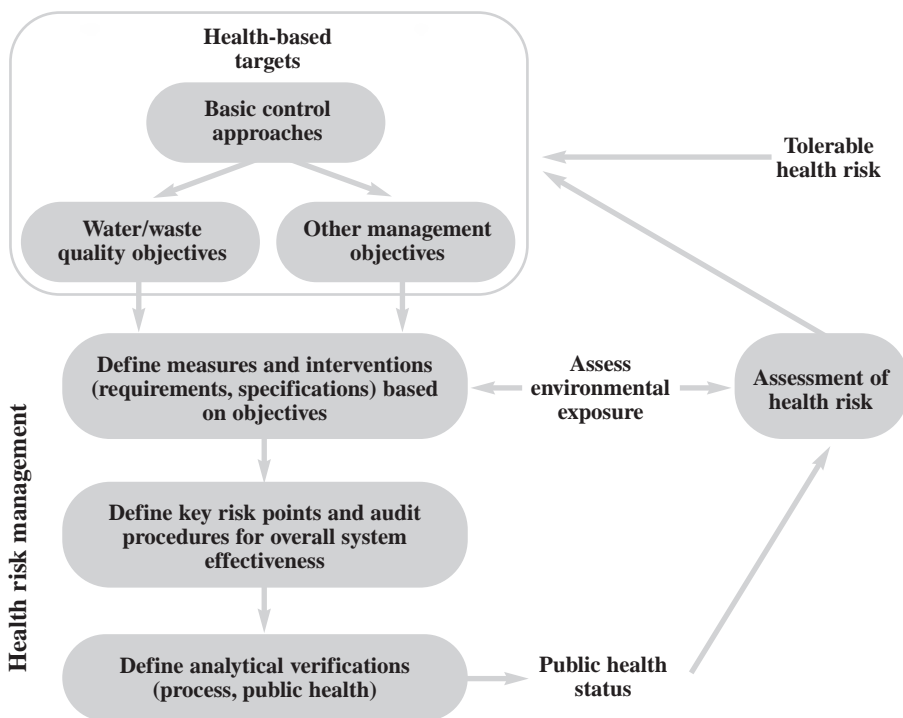 Health-based
targets
Basic control
approaches
Tolerable
health risk
Water/waste
quality objectives
Other management
objectives
Define measures and interventions
(requirements, specifications) based
on objectives
Assess
environmental
exposure
Assessment of
health risk
Health risk management
Define key risk points and audit
procedures for overall system
effectiveness
Define analytical verifications
(process, public health)
Public health
status